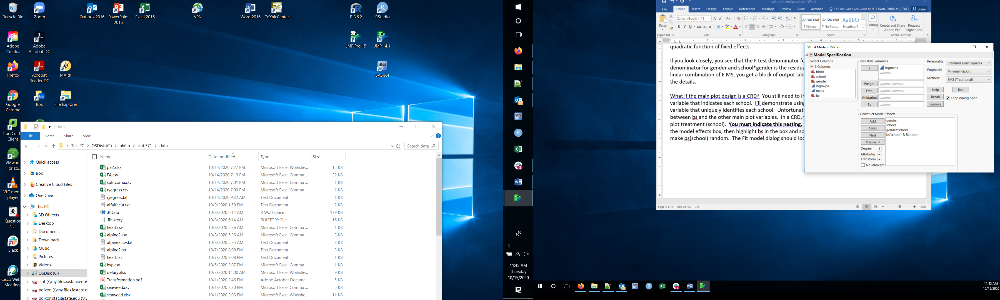 Recycle Bin
Zoom
Outlook 2016
PowerPoint
2016
Excel 2016
VPN
Word 2016
TeXnicCenter
R 3.6.2
RStudio
Adobe
Creati...
Adobe
Acrobat DC
JMP Pro 15
JMP 14.1
Firefox
Acrobat
Reader DC
MARK
SAS 9.4
Google
Chrome
Box
File Explorer
PaperCut M
Client
VMware
Horizo...
VLC medi
player
Question
2.sas
Slack
Cisco Web
Meetings
data
File
Home
Share
View
This PC
OSDisk (C:)
philip
stat 571
data
Search data
Quick access
Box
Creative Cloud Files
OneDrive
This PC
3D Objects
Desktop
Documents
Downloads
Music
Pictures
Videos
OSDisk (C:)
stat (\\my.files.iastate.edu\
pdixon (\\my.files.iastate.e
pdixon.stat.iastate.edu (\\v
Name Date modified Type Size
pa2.xlsx 10/14/2020 7:27 PM Microsoft Excel Workshe... 15 KB
PA.csv 10/14/2020 7:19 PM Microsoft Excel Comma ... 22 KB
splitcornu.csv 10/14/2020 7:01 PM Microsoft Excel Comma ... 1 KB
ryegrass.csv 10/14/2020 7:00 PM Microsoft Excel Comma ... 1 KB
ryegrass.txt 10/14/2020 9:32 AM Text Document 1 KB
alfalfacut.txt 10/9/2020 1:58 PM Text Document 2 KB
.RData 10/8/2020 6:14 AM R Workspace 179 KB
.Rhistory 10/8/2020 6:14 AM RHISTORY File 16 KB
heart.csv 10/8/2020 5:36 AM Microsoft Excel Comma ... 1 KB
alpine2.csv 10/8/2020 5:36 AM Microsoft Excel Comma ... 3 KB
alpine2.csv.txt 10/8/2020 5:35 AM Text Document 3 KB
alpine2.txt 10/7/2020 8:08 PM Text Document 3 KB
heart.txt 10/7/2020 8:08 PM Text Document 1 KB
hyp.csv 10/5/2020 3:07 PM Microsoft Excel Comma ... 1 KB
delury.xlsx 10/3/2020 11:00 AM Microsoft Excel Workshe... 9 KB
Transformation.pdf 10/1/2020 3:46 PM Adobe Acrobat Docume... 5 KB
seaweed.csv 10/1/2020 3:20 PM Microsoft Excel Comma ... 5 KB
seaweed.xlsx 10/1/2020 3:03 PM Microsoft Excel Workshe... 11 KB
11:45 AM
Thursday
10/15/2020
split plot analysis.docx - Word
File Home Insert Design Layout References Mailings Review View Acrobat Tell me what you want to d Dixon, Philip M [STAT] Share
Paste
Calibri (Body) 11
AaBbCcDd AaBbCcDd AaBbCc
¶ Normal ¶ No Spac... Heading 1
Editing
Create and Share
Adobe PDF
Request
Signatures
Clipboard Font Paragraph Styles Adobe Acrobat
quadratic function of fixed effects.
If you look closely, you see that the F test denominator fo
denominator for gender and school*gender is the residua
linear combination of E MS, you get a block of output labe
the details.
What if the main plot design is a CRD? You still need to in
variable that indicates each school. I'll demonstrate using
variable that uniquely identifies each school. Unfortunate
between bs and the other main plot variables. In a CRD, t
plot treatment (school). You must indicate this nesting,
the model effects box, then highlight bs in the box and sc
make bs(school) random. The Fit model dialog should loo
Page 2 of 2 660 words
142%
Fit Model - JMP Pro
Model Specification
Select Columns
6 Columns
block
school
gender
logmvpa
mvpa
bs
Pick Role Variables
Y logmvpa
optional
Weight optional numeric
Freq optional numeric
Validation optional
By optional
Personality: Standard Least Squares
Emphasis: Minimal Report
Method: EMS (Traditional)
Help Run
Recall Keep dialog open
Remove
Construct Model Effects
Add
Cross
Nest
Macros
Degree 2
Attributes
Transform
No Intercept
gender
school
gender*school
bs[school] & Random
11:45 AM
10/15/2020